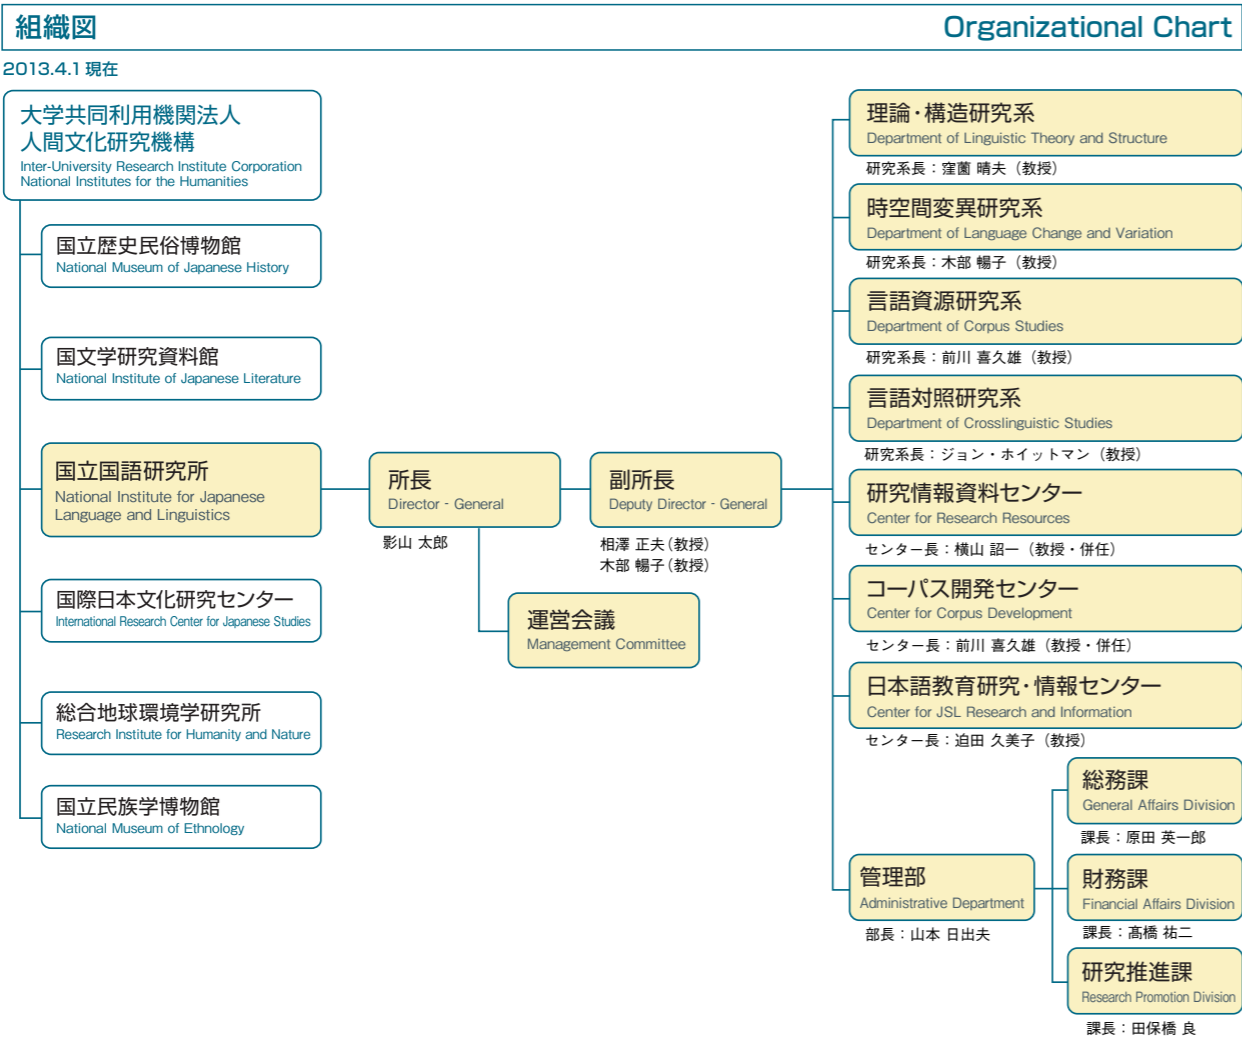 組織図
Organizational Chart
2013.4.1 現在
大学共同利用機関法人
人間文化研究機構
Inter-University Research Institute Corporation
National Institutes for the Humanities
国立歴史民俗博物館
National Museum of Japanese History
国文学研究資料館
National Institute of Japanese Literature
国立国語研究所
National Institute for Japanese
Language and Linguistics
国際日本文化研究センター
International Research Center for Japanese Studies
総合地球環境学研究所
Research Institute for Humanity and Nature
国立民族学博物館
National Museum of Ethnology
所長
Director - General
影山 太郎
副所長
Deputy Director - General
相澤 正夫(教授)
木部 暢子(教授)
運営会議
Management Committee
理論・構造研究系
Department of Linguistic Theory and Structure
研究系長：窪薗 晴夫（教授）
時空間変異研究系
Department of Language Change and Variation
研究系長：木部 暢子（教授）
言語資源研究系
Department of Corpus Studies
研究系長：前川 喜久雄（教授）
言語対照研究系
Department of Crosslinguistic Studies
研究系長：ジョン・ホイットマン（教授）
研究情報資料センター
Center for Research Resources
センター長：横山 詔一（教授・併任）
コーパス開発センター
Center for Corpus Development
センター長：前川 喜久雄（教授・併任）
日本語教育研究・情報センター
Center for JSL Research and Information
センター長：迫田 久美子（教授）
管理部
Administrative Department
部長：山本 日出夫
総務課
General Affairs Division
課長：原田 英一郎
財務課
Financial Affairs Division
課長：髙橋 祐二
研究推進課
Research Promotion Division
課長：田保橋 良